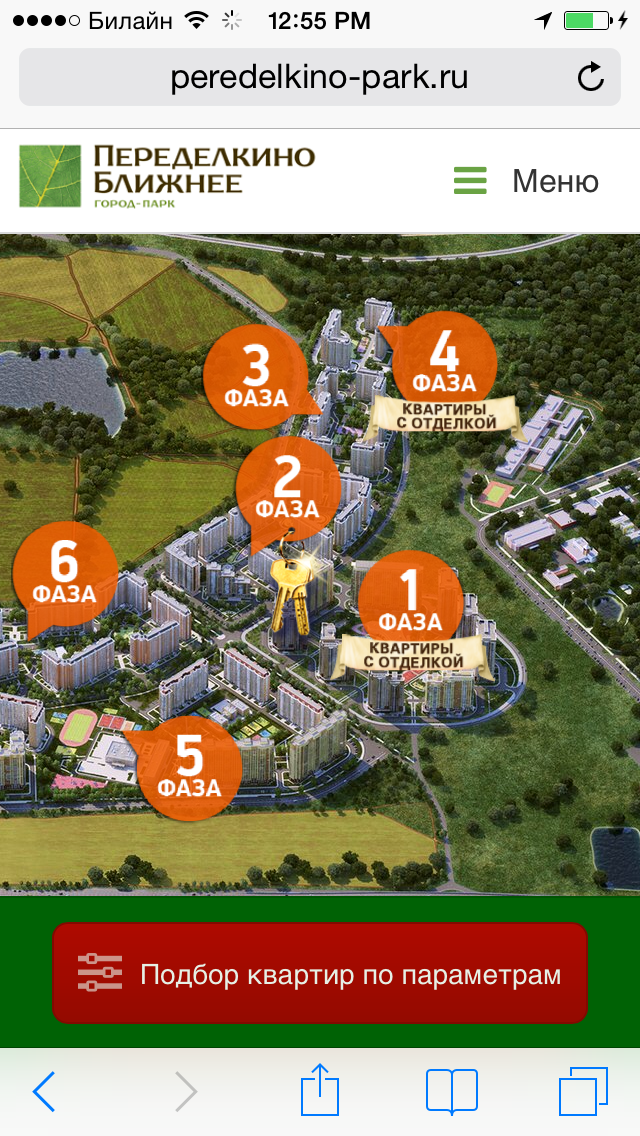 Билайн 12:55 PM
peredelkino-park.ru
ПЕРЕДЕЛКИНО
БЛИЖНЕЕ
ГОРОД-ПАРК
Меню
3
ФАЗА
4
ФАЗА
КВАРТИРЫ
С ОТДЕЛКОЙ
2
ФАЗА
6
ФАЗА
1
ФАЗА
КВАРТИРЫ
С ОТДЕЛКОЙ
5
ФАЗА
Подбор квартир по параметрам